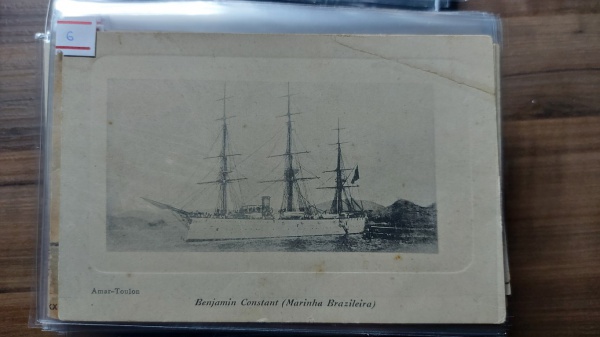 6
Amar-Toulon
Benjamin Constant (Marinha Brazileira)